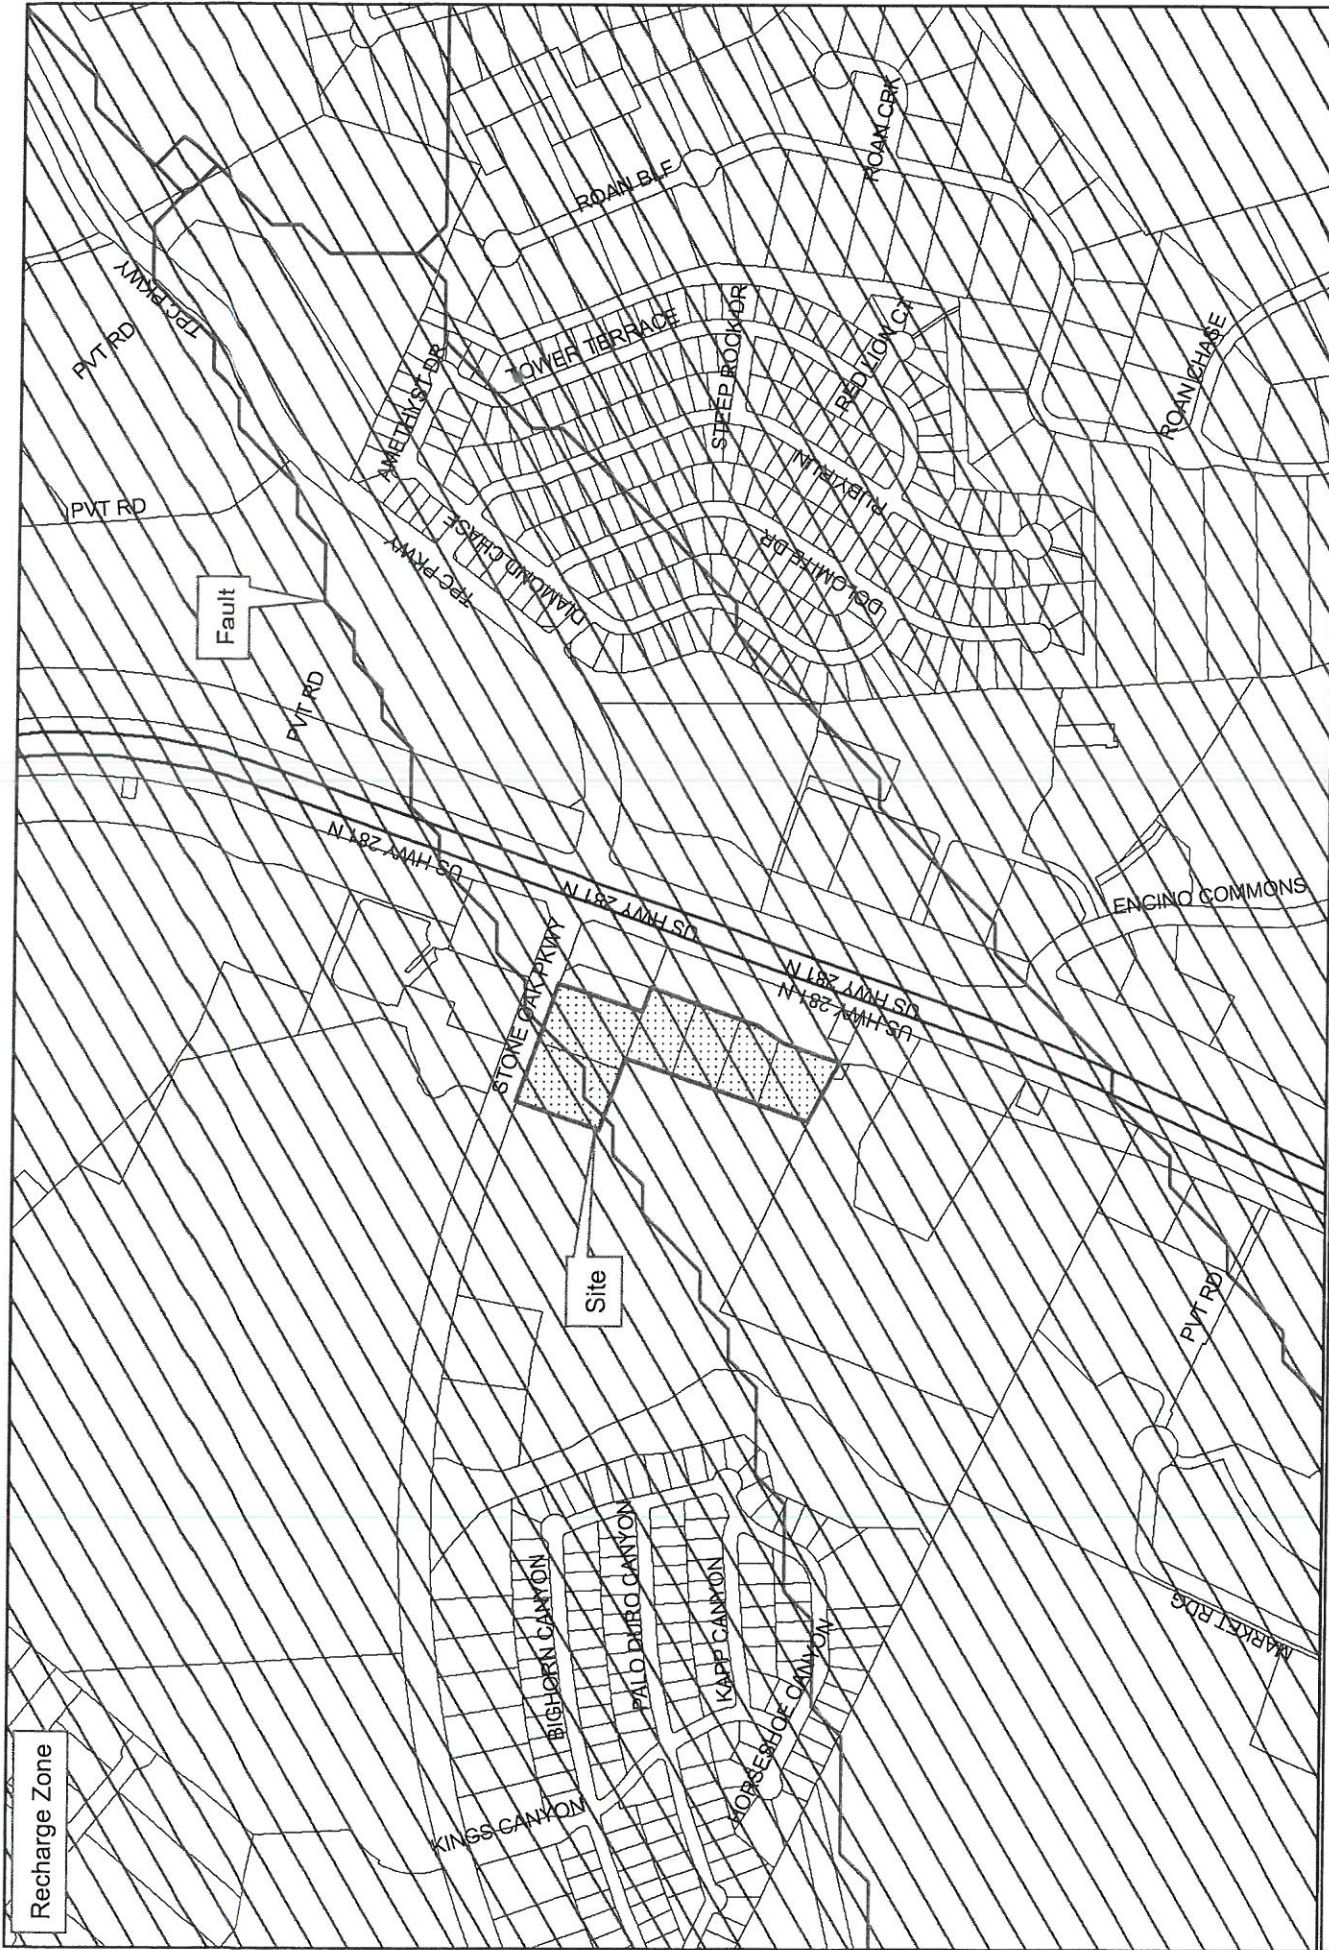 Recharge Zone
Fault
Site
PVT RD
TPC PKWY
PVT RD
PVT RD
TPC PKWY
AMETHYST DR
DIAMOND CHASE
TOWER TERRACE
ROAN BLF
ROAN CRK
STEEP ROCK DR
RED LION CT
RUBY RUN
DOLOMITE DR
ROAN CHASE
US HWY 281 N
US HWY 281 N
US HWY 281 N
US HWY 281 N
STONE OAK PKWY
ENCINO COMMONS
PVT RD
MARKET RDG
BIGHORN CANYON
PALO DURO CANYON
KAPP CANYON
HORSESHOE CANYON
KINGS CANYON